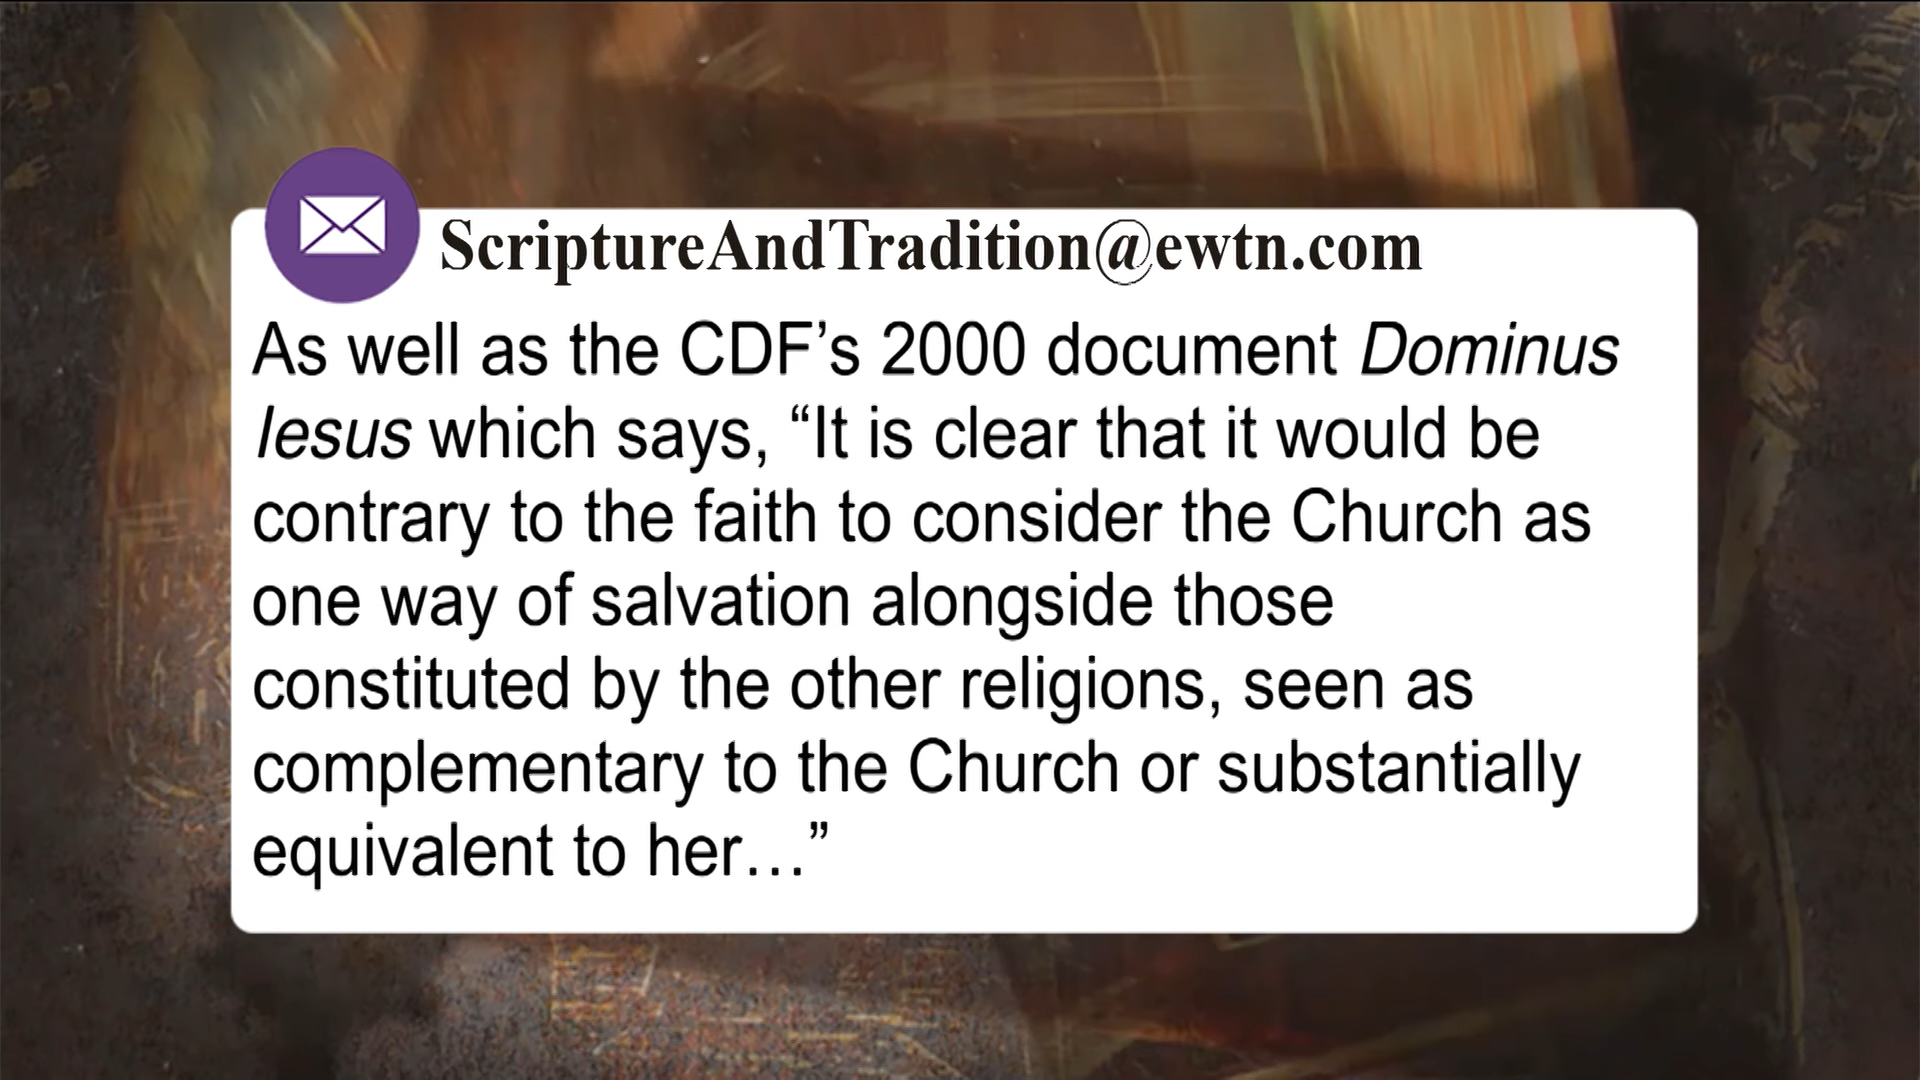 ScriptureAndTradition@ewtn.com
As well as the CDF’s 2000 document Dominus
Iesus which says, “It is clear that it would be
contrary to the faith to consider the Church as
one way of salvation alongside those
constituted by the other religions, seen as
complementary to the Church or substantially
equivalent to her…”